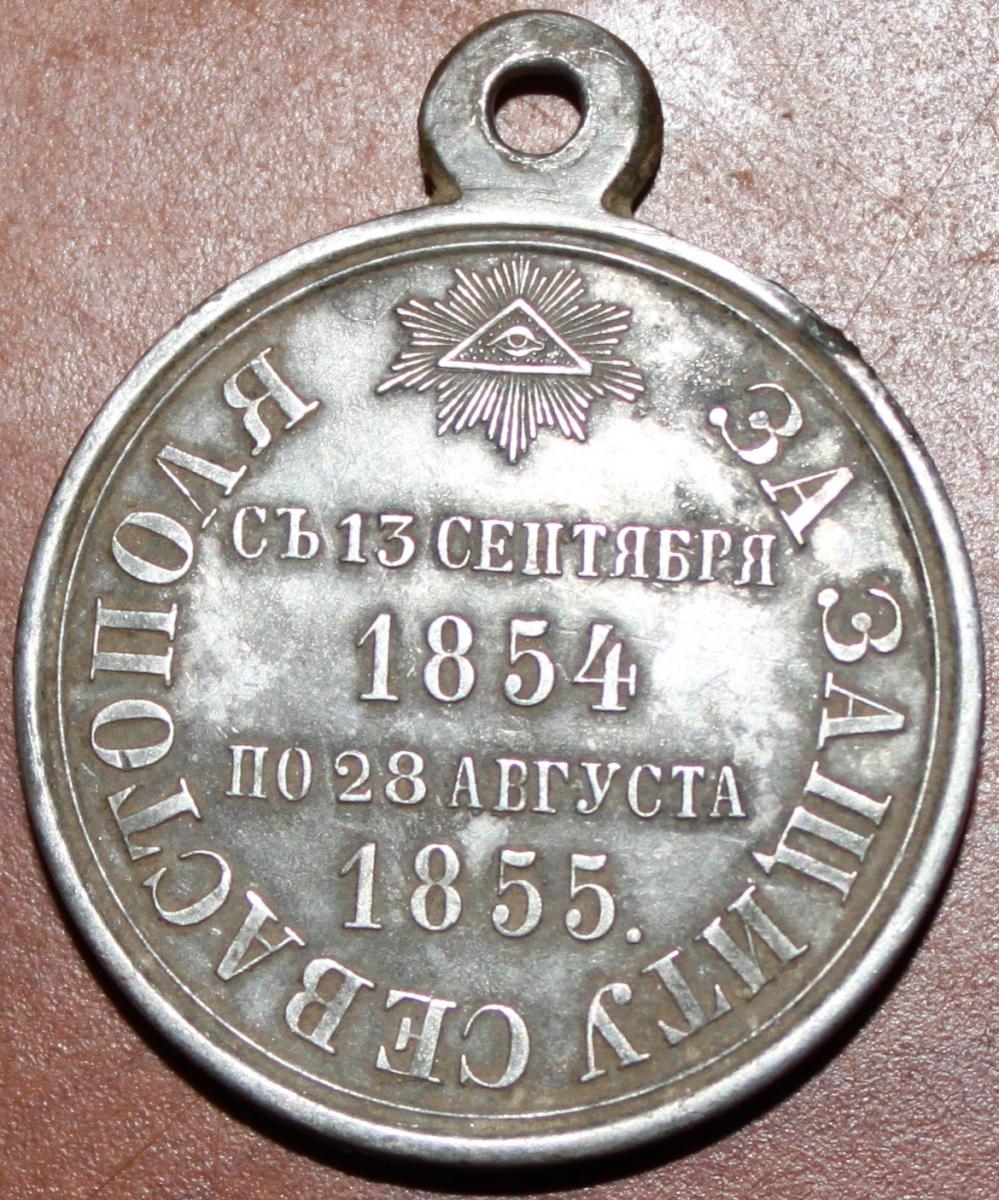 ЗА ЗАЩИТУ СЕВАСТОПОЛЯ
СЪ 13 СЕНТЯБРЯ
1854
ПО 28 АВГУСТА
1855.